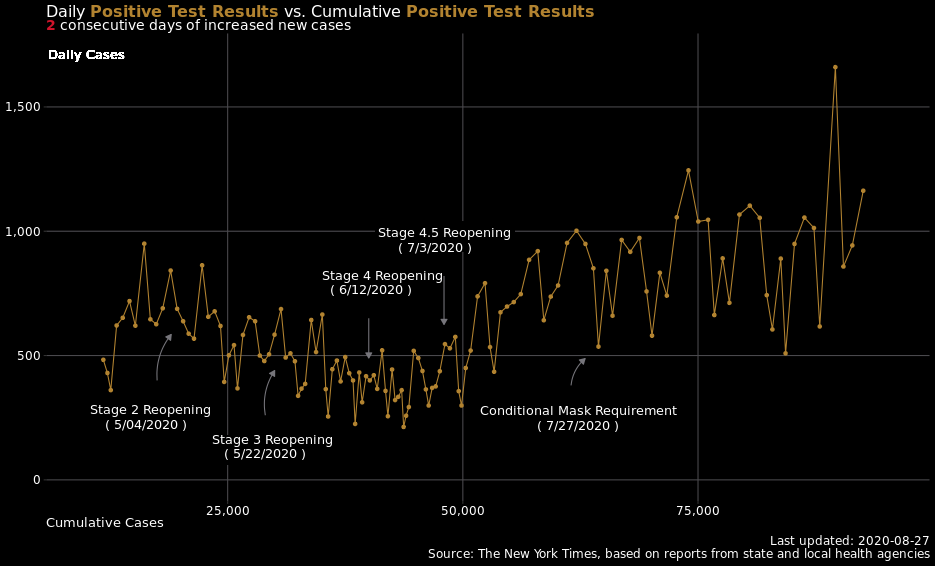 Daily Positive Test Results vs. Cumulative Positive Test Results
2 consecutive days of increased new cases
Daily Cases
1,500
1,000
Stage 4.5 Reopening
( 7/3/2020 )
Stage 4 Reopening
( 6/12/2020 )
500
Stage 2 Reopening
( 5/04/2020 )
Conditional Mask Requirement
( 7/27/2020 )
Stage 3 Reopening
( 5/22/2020 )
0
25,000
50,000
75,000
Cumulative Cases
Last updated: 2020-08-27
Source: The New York Times, based on reports from state and local health agencies